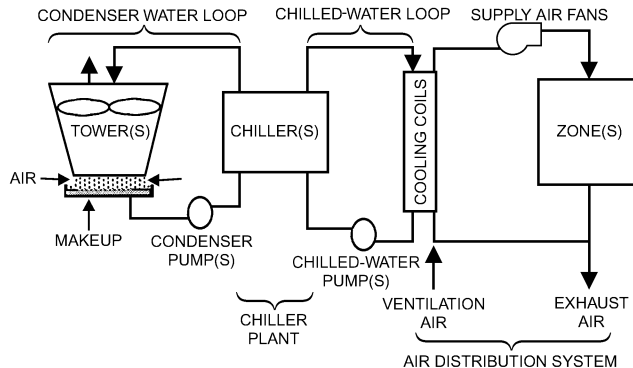 CONDENSER WATER LOOP
CHILLED-WATER LOOP
SUPPLY AIR FANS
TOWER(S)
CHILLER(S)
COOLING COILS
ZONE(S)
AIR
MAKEUP
CONDENSER
PUMP(S)
CHILLED-WATER
PUMP(S)
VENTILATION
AIR
EXHAUST
AIR
CHILLER
PLANT
AIR DISTRIBUTION SYSTEM